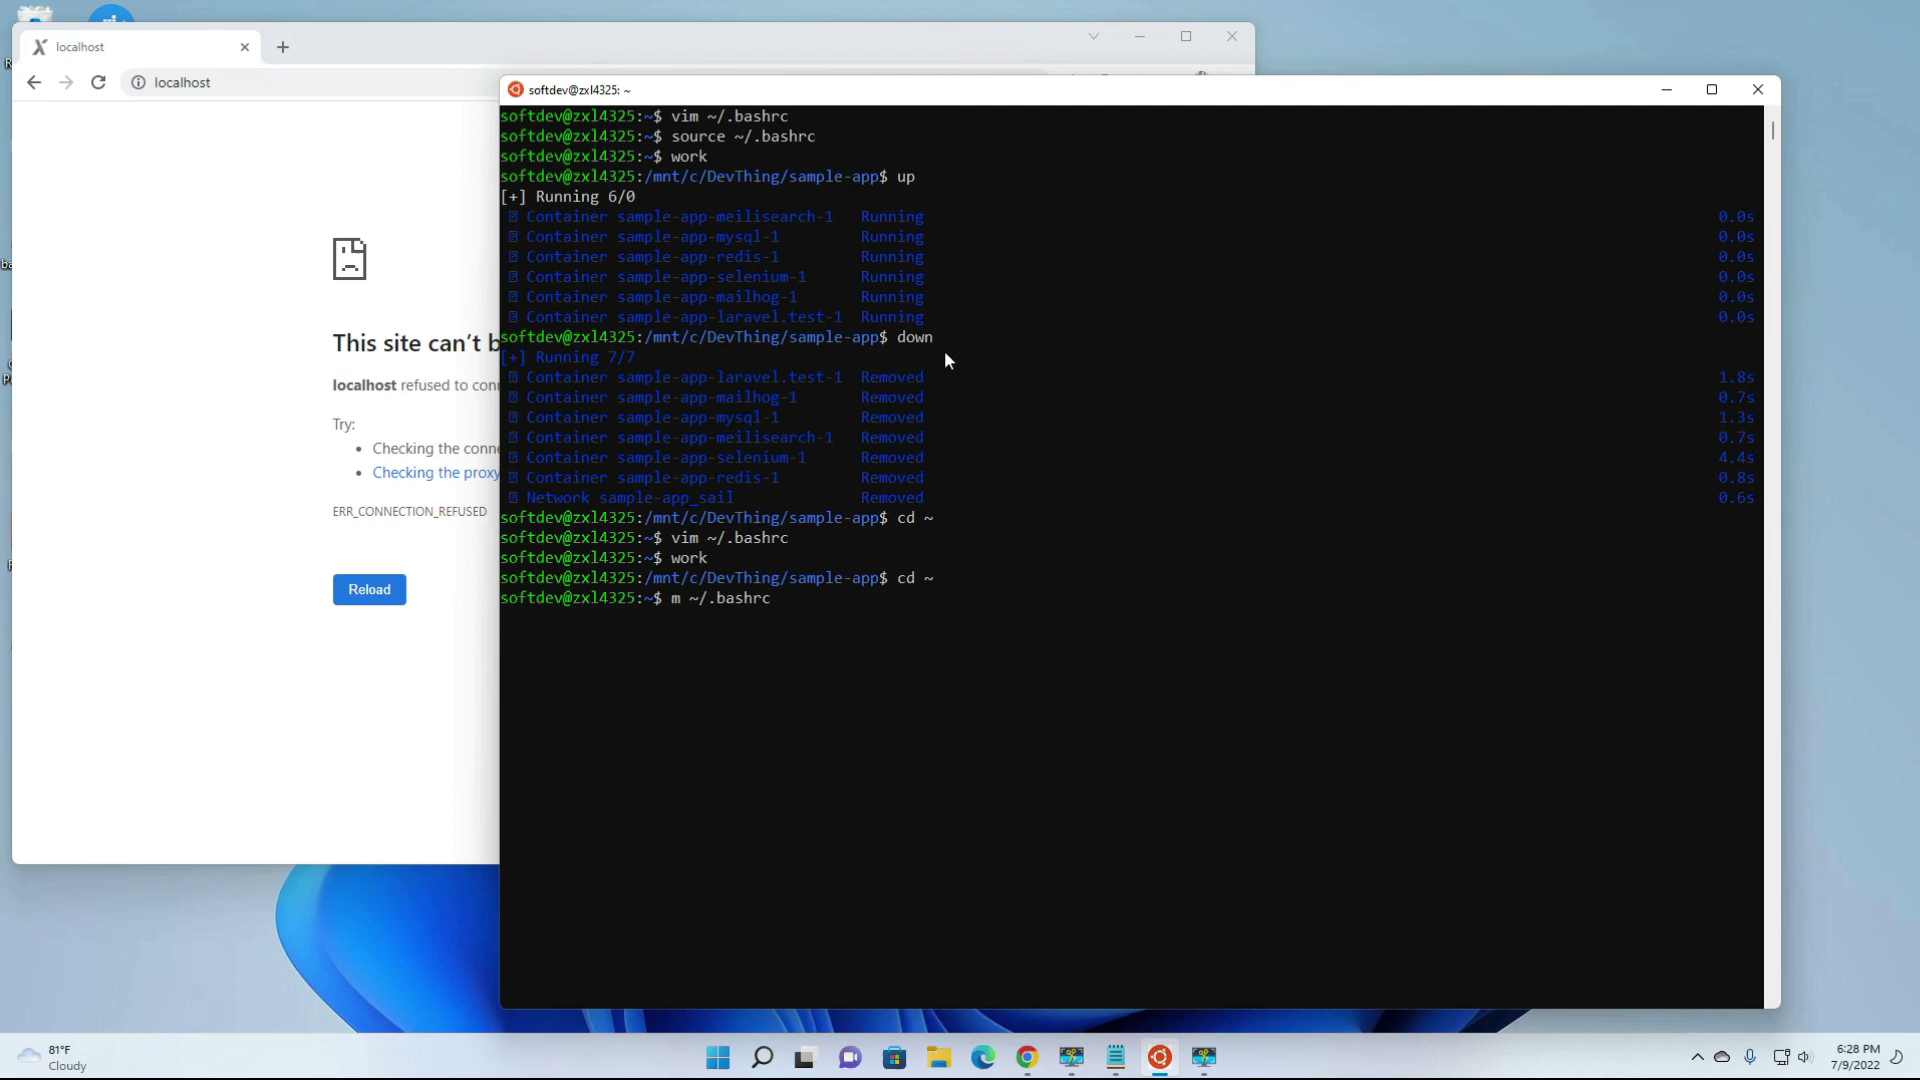 localhost
localhost
This site can't b
localhost refused to conn
Try:
Checking the conne
Checking the proxy
ERR_CONNECTION_REFUSED
Reload
softdev@zxl4325: ~
softdev@zxl4325:~$ vim ~/.bashrc
softdev@zxl4325:~$ source ~/.bashrc
softdev@zxl4325:~$ work
softdev@zxl4325:/mnt/c/DevThing/sample-app$ up
[+] Running 6/0
Container sample-app-meilisearch-1 Running 0.0s
Container sample-app-mysql-1 Running 0.0s
Container sample-app-redis-1 Running 0.0s
Container sample-app-selenium-1 Running 0.0s
Container sample-app-mailhog-1 Running 0.0s
Container sample-app-laravel.test-1 Running 0.0s
softdev@zxl4325:/mnt/c/DevThing/sample-app$ down
[+] Running 7/7
Container sample-app-laravel.test-1 Removed 1.8s
Container sample-app-mailhog-1 Removed 0.7s
Container sample-app-mysql-1 Removed 1.3s
Container sample-app-meilisearch-1 Removed 0.7s
Container sample-app-selenium-1 Removed 4.4s
Container sample-app-redis-1 Removed 0.8s
Network sample-app_sail Removed 0.6s
softdev@zxl4325:/mnt/c/DevThing/sample-app$ cd ~
softdev@zxl4325:~$ vim ~/.bashrc
softdev@zxl4325:~$ work
softdev@zxl4325:/mnt/c/DevThing/sample-app$ cd ~
softdev@zxl4325:~$ m ~/.bashrc
81°F
Cloudy
6:28 PM
7/9/2022